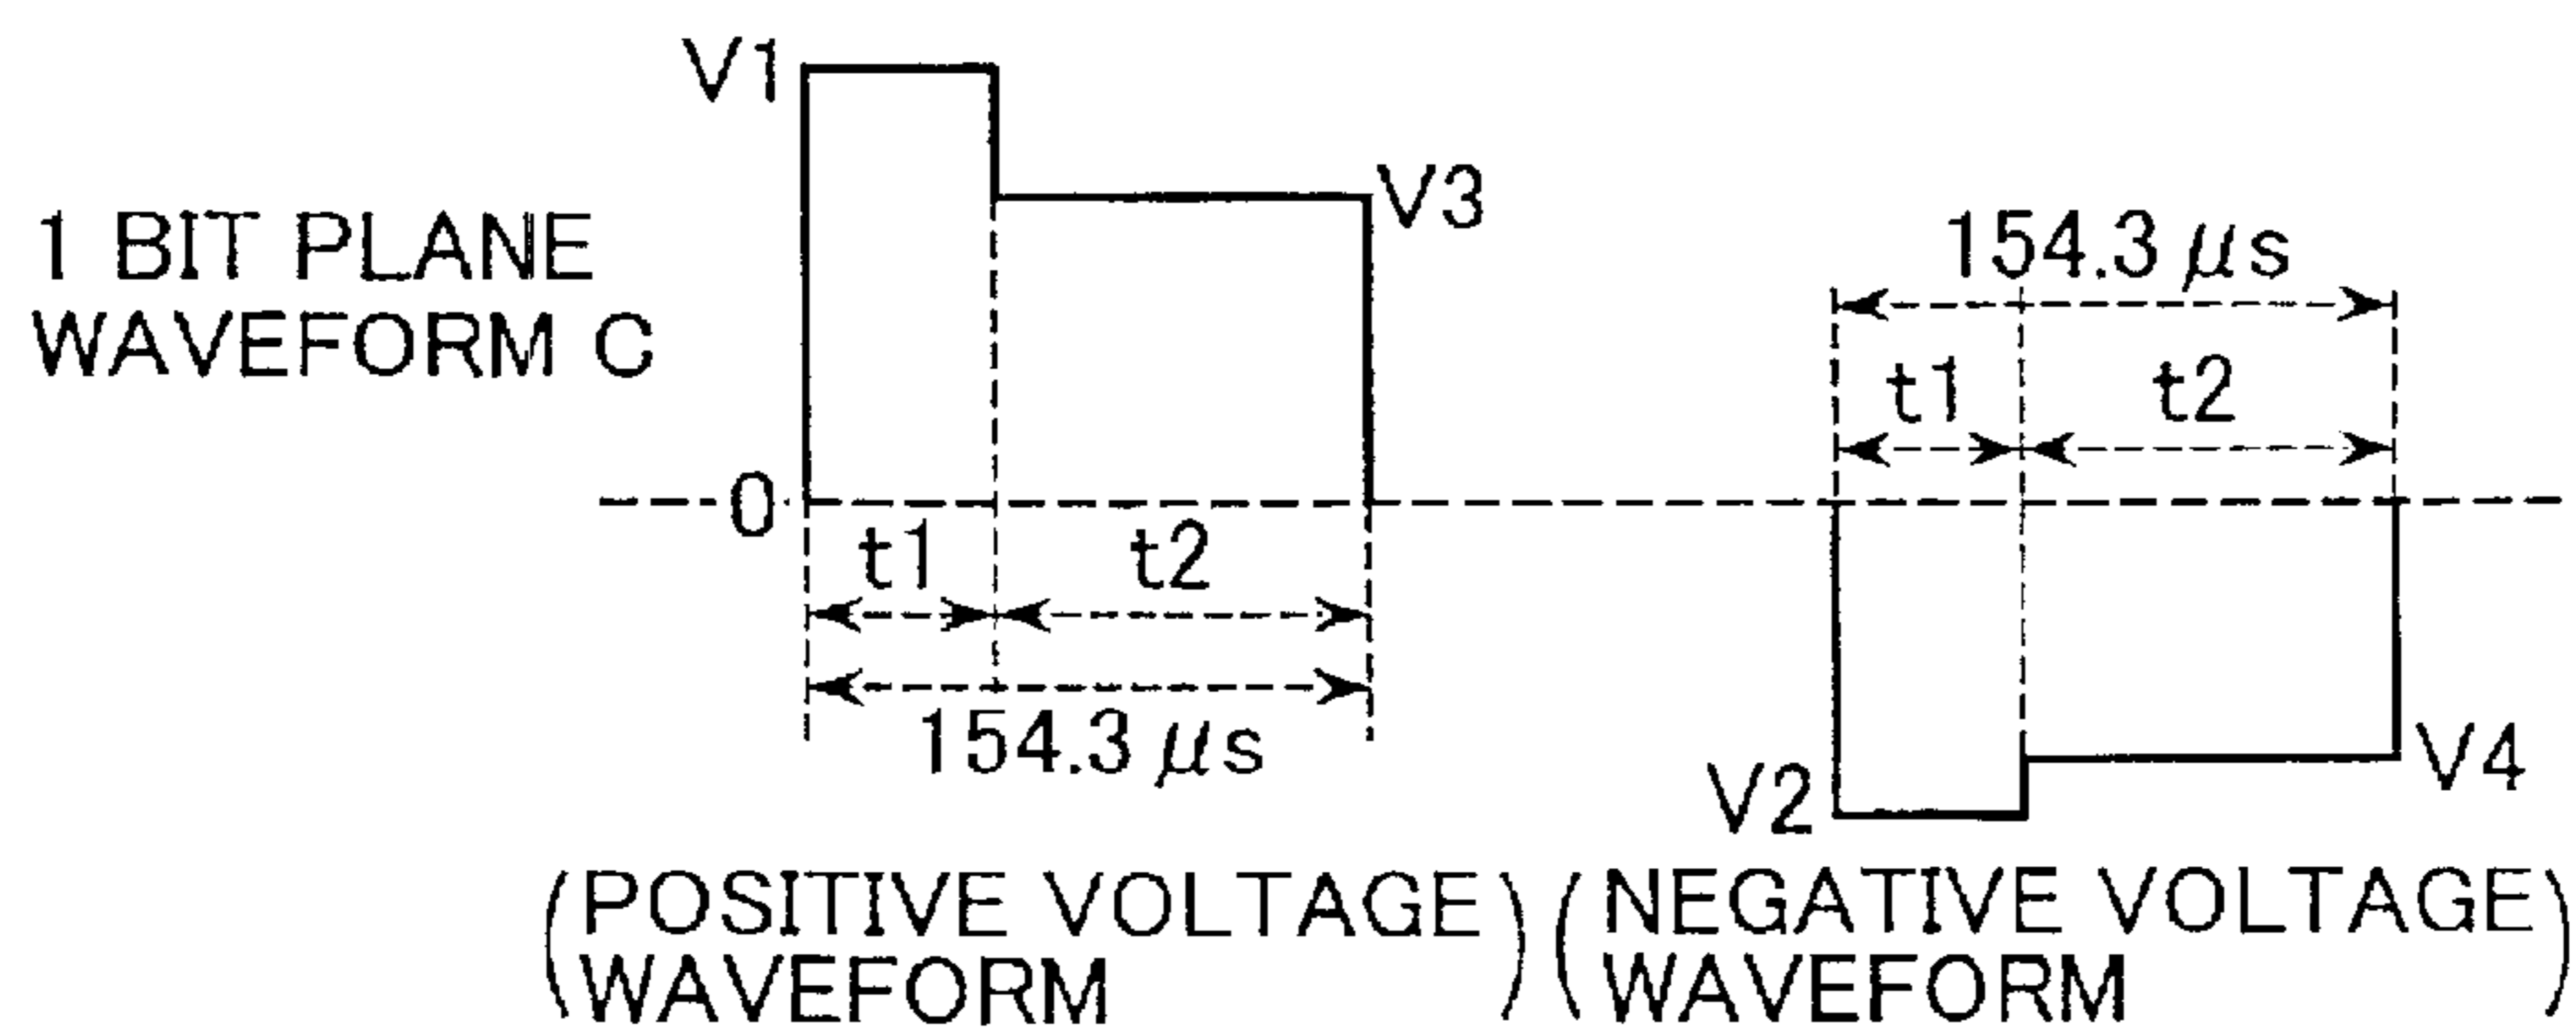 V1
V3
1 BIT PLANE
WAVEFORM C
154.3 μs
t1 t2
0
t1 t2
154.3 μs
V2
V4
(POSITIVE VOLTAGE
WAVEFORM)
(NEGATIVE VOLTAGE
WAVEFORM)